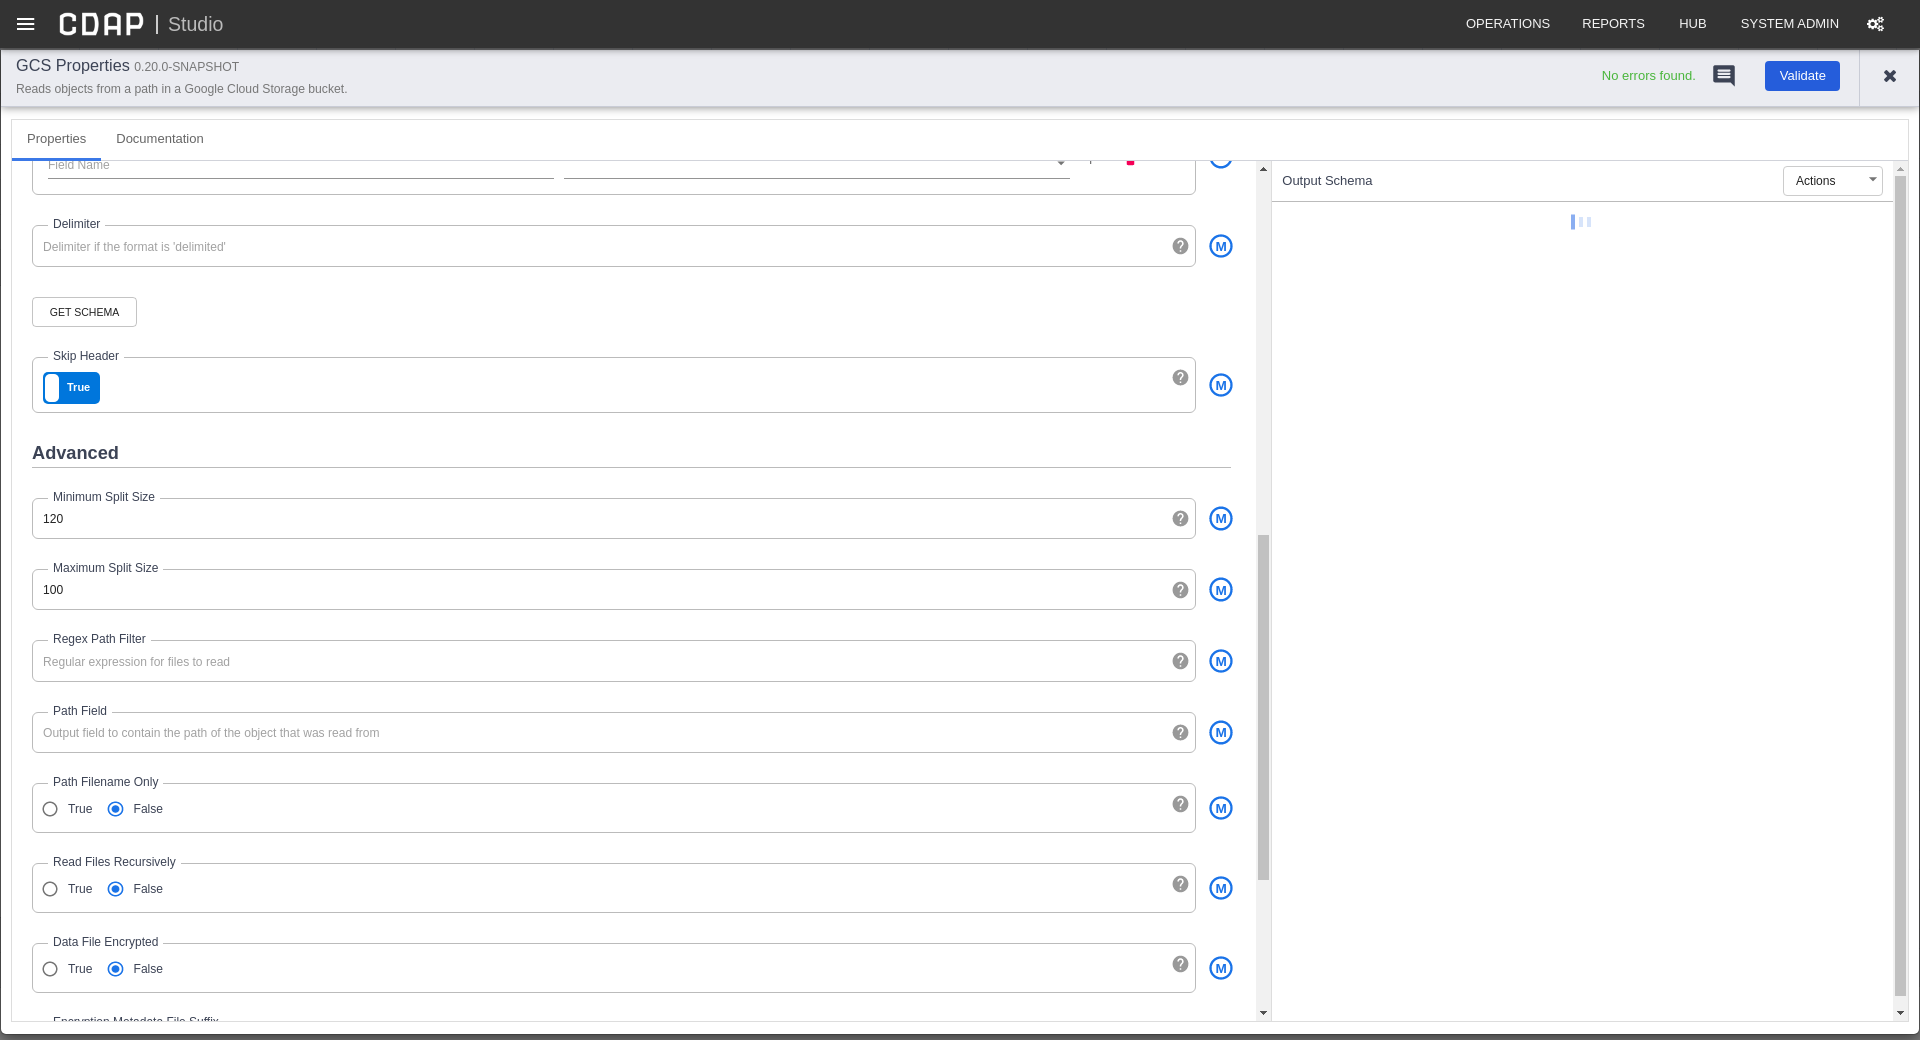 CDAP | Studio
OPERATIONS REPORTS HUB SYSTEM ADMIN
GCS Properties 0.20.0-SNAPSHOT
Reads objects from a path in a Google Cloud Storage bucket.
No errors found.
Validate
Properties Documentation
Field Name
Output Schema
Actions
Delimiter
Delimiter if the format is 'delimited'
M
GET SCHEMA
Skip Header
True
M
Advanced
Minimum Split Size
120
M
Maximum Split Size
100
M
Regex Path Filter
Regular expression for files to read
M
Path Field
Output field to contain the path of the object that was read from
M
Path Filename Only
True False
M
Read Files Recursively
True False
M
Data File Encrypted
True False
M
Encryption Metadata File Suffix